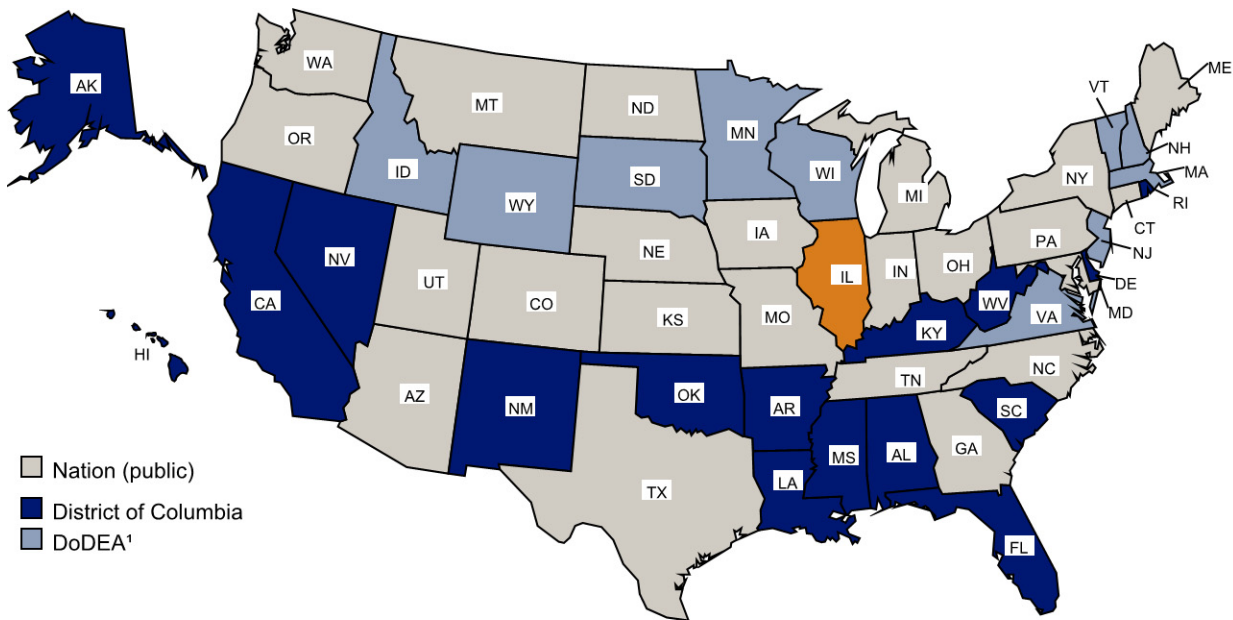 AK
WA
MT
ND
MN
OR
ID
WY
SD
WI
MI
NY
VT
ME
NH
MA
RI
CT
NJ
DE
MD
PA
NV
UT
CO
NE
IA
IL
IN
OH
WV
VA
CA
KS
MO
KY
HI
AZ
NM
OK
AR
TN
NC
SC
TX
LA
MS
AL
GA
FL
Nation (public)
District of Columbia
DoDEA¹